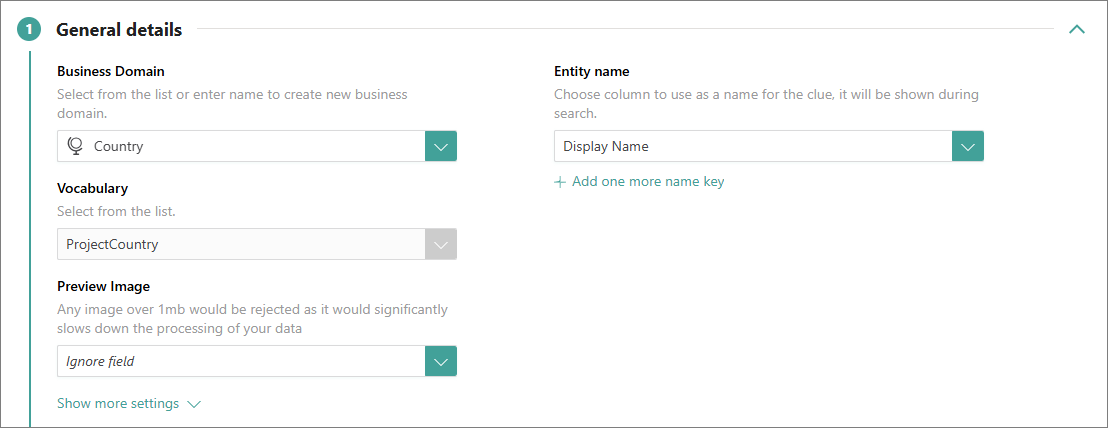 1 General details
Business Domain
Select from the list or enter name to create new business
domain.
Country
Vocabulary
Select from the list.
ProjectCountry
Preview Image
Any image over 1mb would be rejected as it would significantly
slows down the processing of your data
Ignore field
Show more settings
Entity name
Choose column to use as a name for the clue, it will be shown during
search.
Display Name
Add one more name key